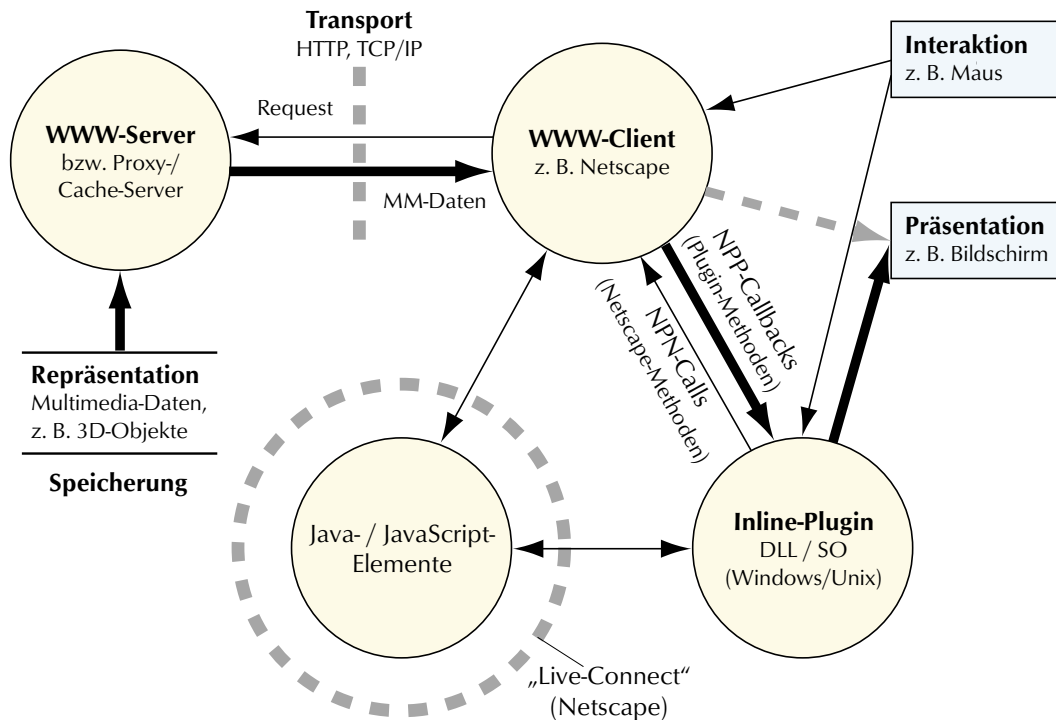 Transport
HTTP, TCP/IP
Request
WWW-Server
bzw. Proxy-/
Cache-Server
MM-Daten
WWW-Client
z. B. Netscape
Interaktion
z. B. Maus
Präsentation
z. B. Bildschirm
NPP-Callbacks
(Plugin-Methoden)
NPN-Calls
(Netscape-Methoden)
Repräsentation
Multimedia-Daten,
z. B. 3D-Objekte
Speicherung
Java- / JavaScript-
Elemente
Inline-Plugin
DLL / SO
(Windows/Unix)
„Live-Connect“
(Netscape)